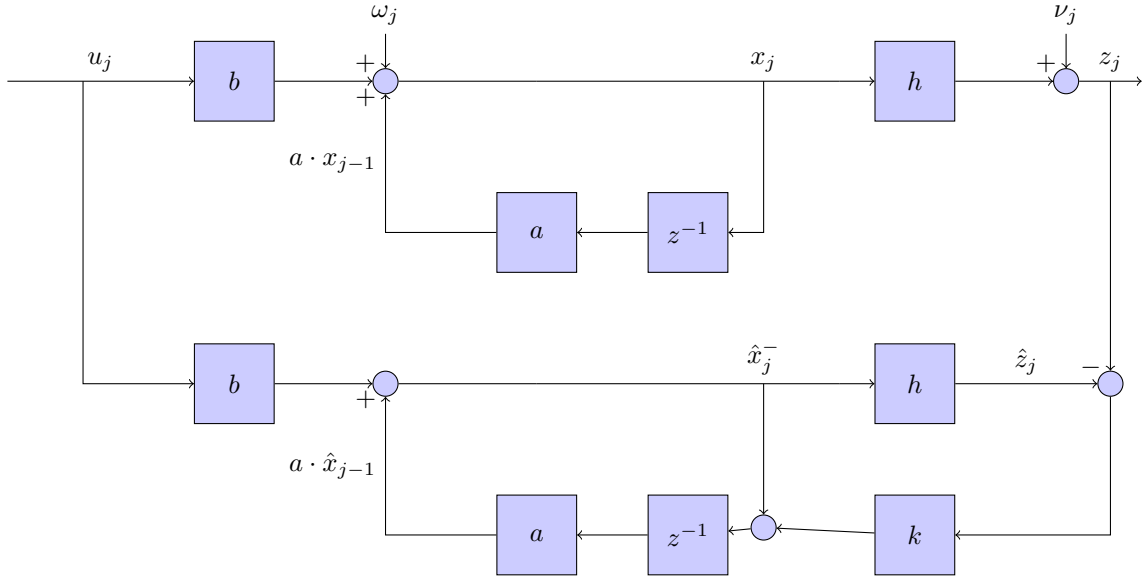 ω_j ν_j
u_j x_j z_j
+ +
b h
+
a · x_{j−1}
a z^{−1}
x̂_j^− ẑ_j
−
b h
+
a · x̂_{j−1}
a z^{−1} k